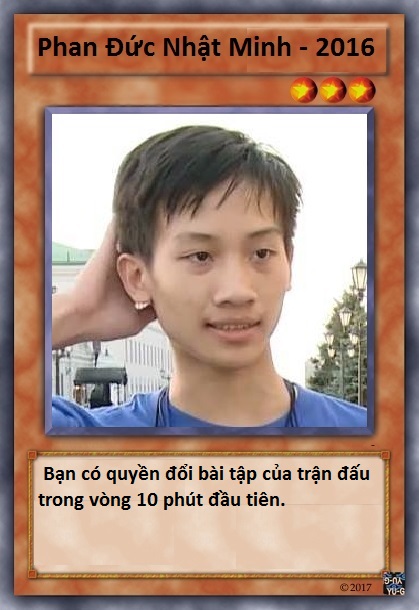 Phan Đức Nhật Minh - 2016
Bạn có quyền đổi bài tập của trận đấu
trong vòng 10 phút đầu tiên.
©2017